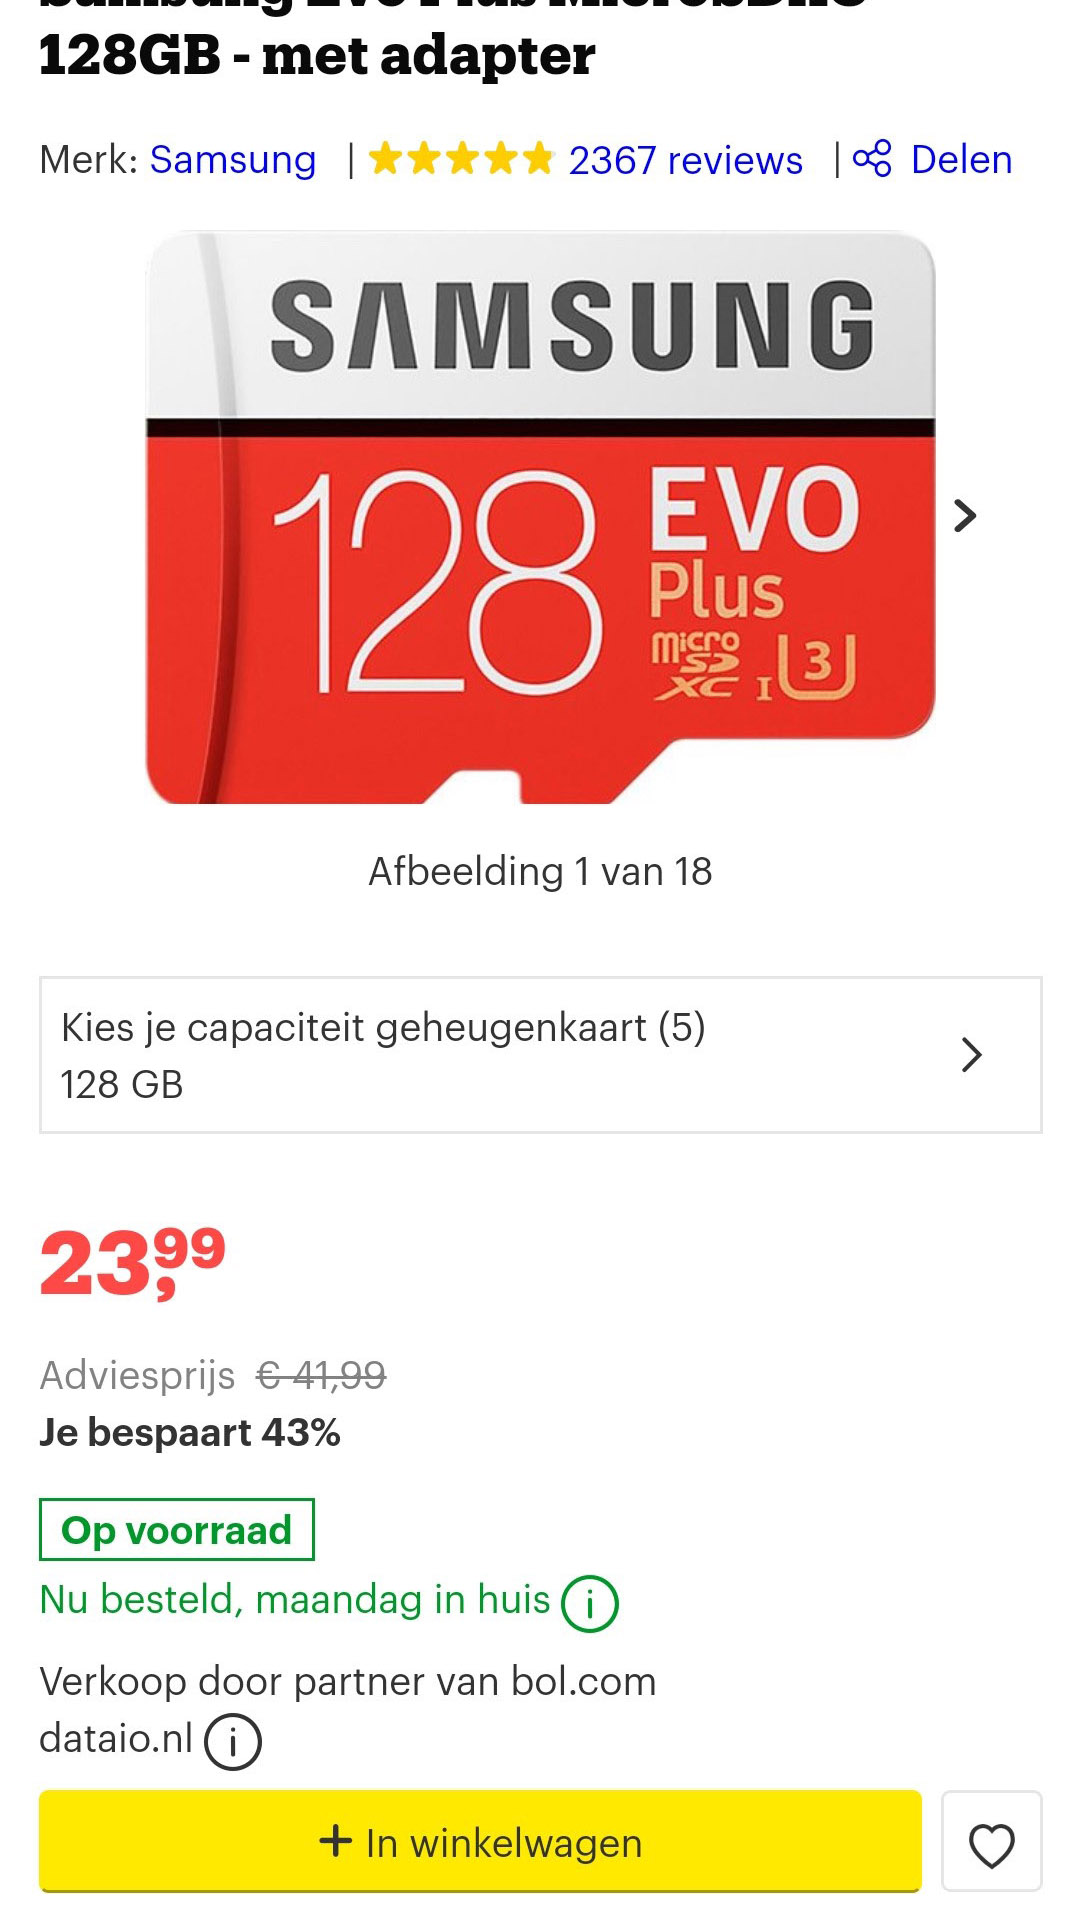 128GB - met adapter
Merk: Samsung | 2367 reviews | Delen
SAMSUNG
128 EVO
Plus
micro
SD
XC I U3
Afbeelding 1 van 18
Kies je capaciteit geheugenkaart (5)
128 GB
23,99
Adviesprijs € 41,99
Je bespaart 43%
Op voorraad
Nu besteld, maandag in huis i
Verkoop door partner van bol.com
dataio.nl i
+ In winkelwagen